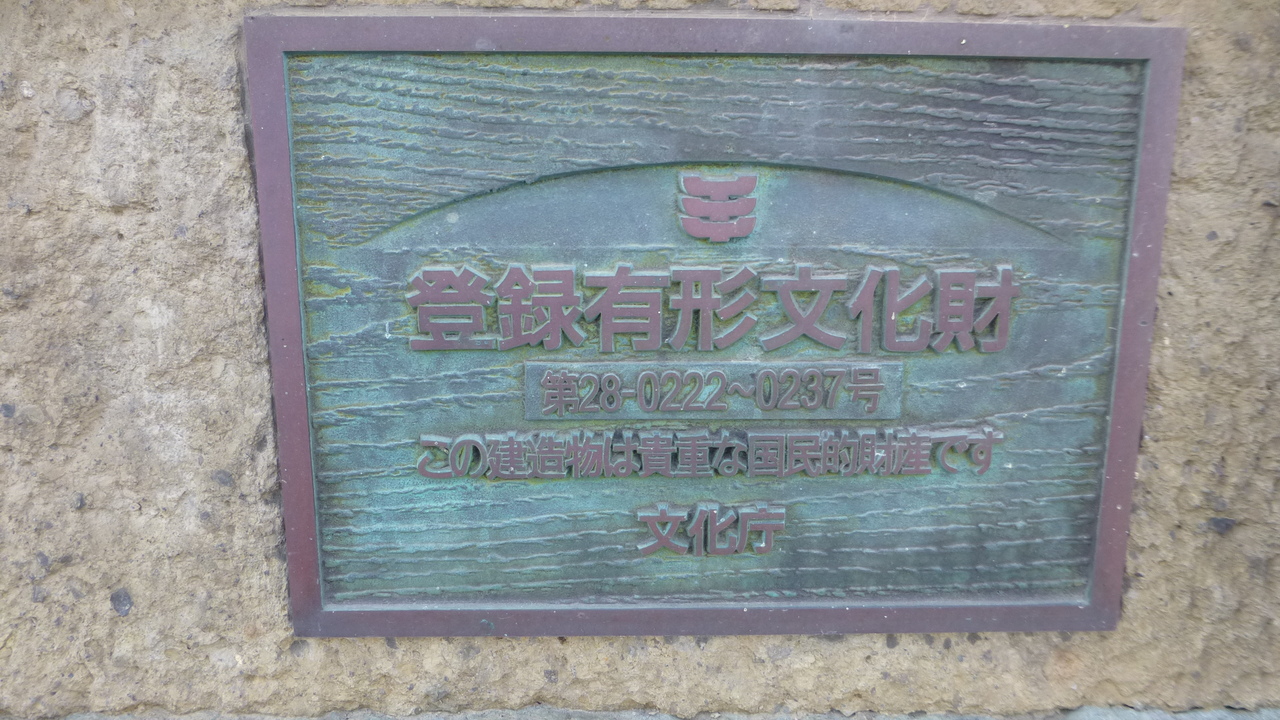 登録有形文化財
第28-0222~0237号
この建造物は貴重な国民的財産です
文化庁